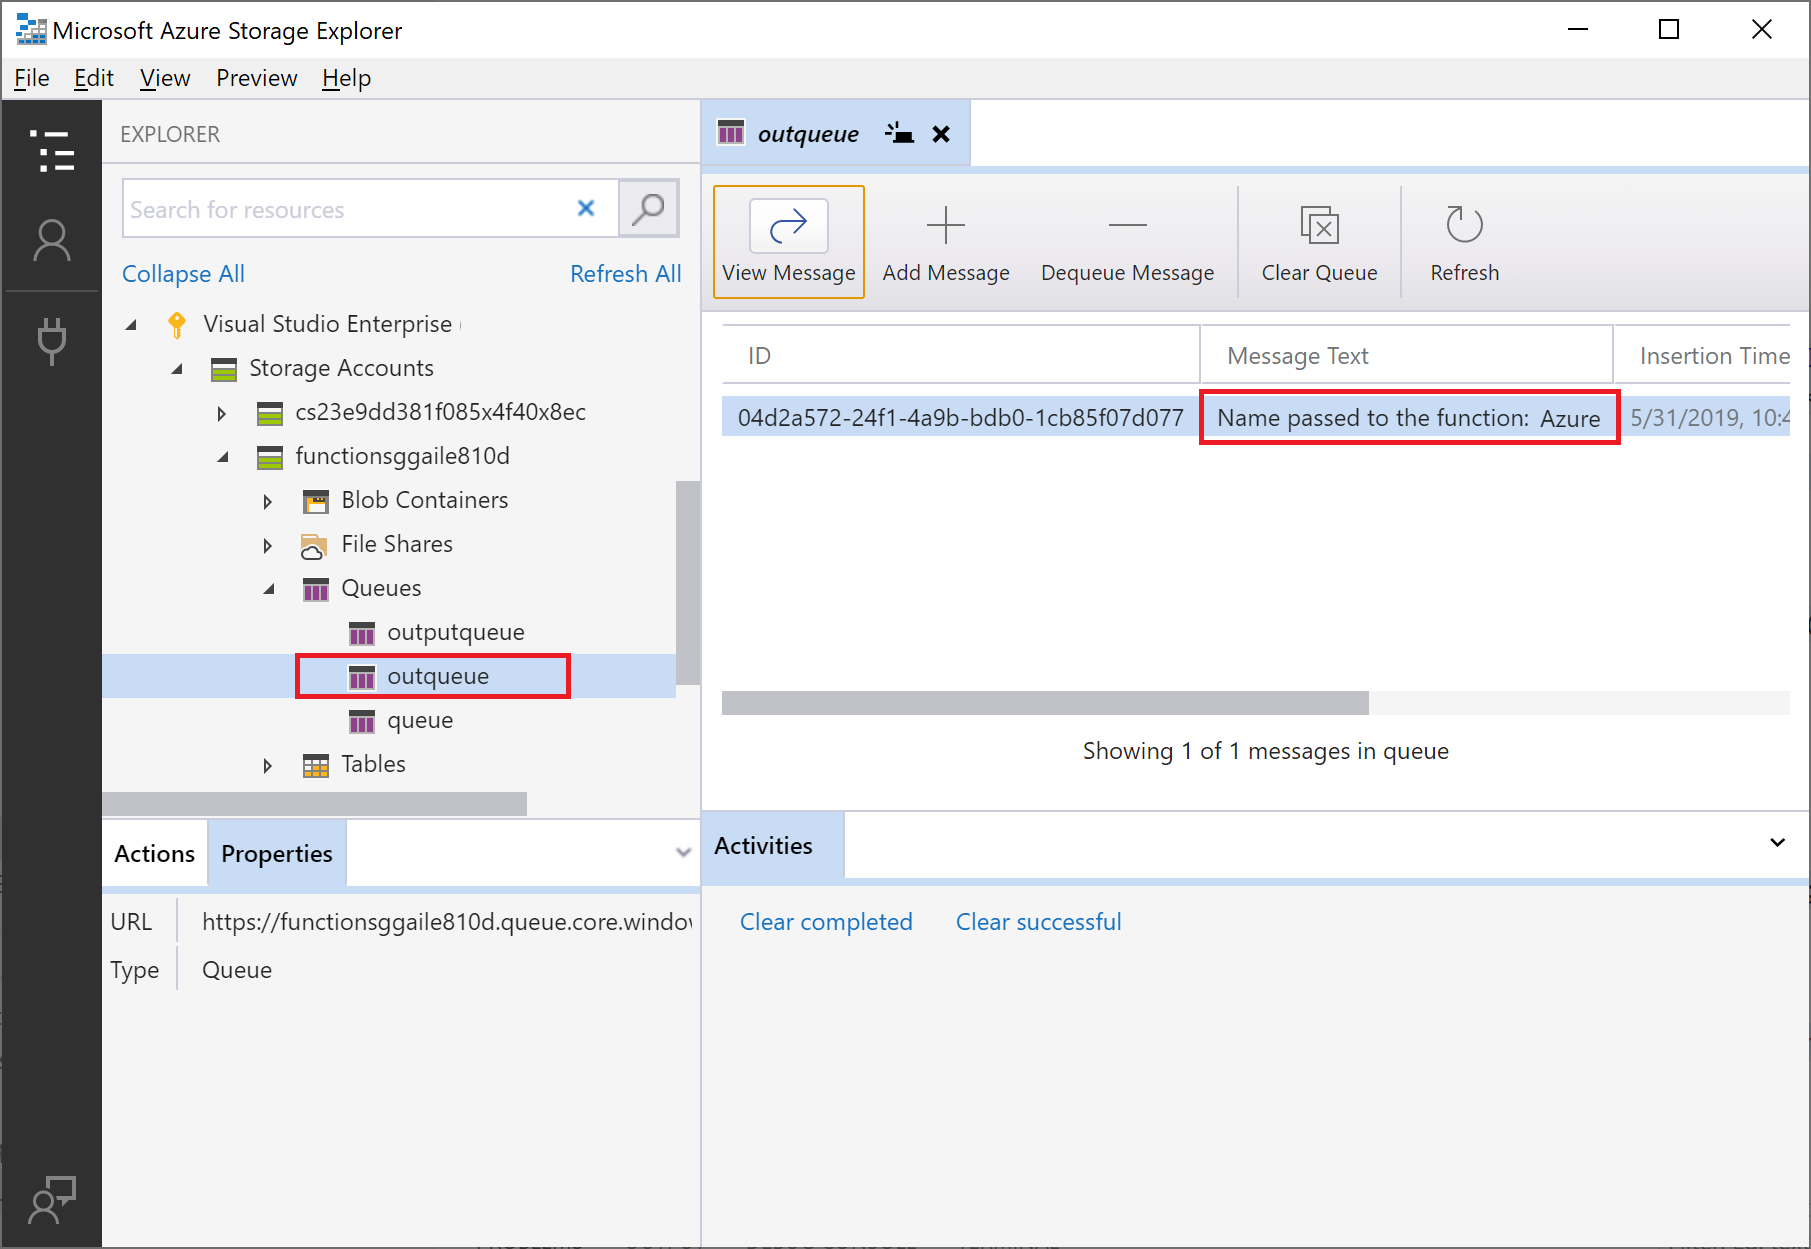 Microsoft Azure Storage Explorer
File Edit View Preview Help
EXPLORER
Search for resources
Collapse All Refresh All
Visual Studio Enterprise
Storage Accounts
cs23e9dd381f085x4f40x8ec
functionsggaile810d
Blob Containers
File Shares
Queues
outputqueue
outqueue
queue
Tables
Actions Properties
URL https://functionsggaile810d.queue.core.windov
Type Queue
outqueue
View Message Add Message Dequeue Message Clear Queue Refresh
ID Message Text Insertion Time
04d2a572-24f1-4a9b-bdb0-1cb85f07d077 Name passed to the function: Azure 5/31/2019, 10:4
Showing 1 of 1 messages in queue
Activities
Clear completed Clear successful